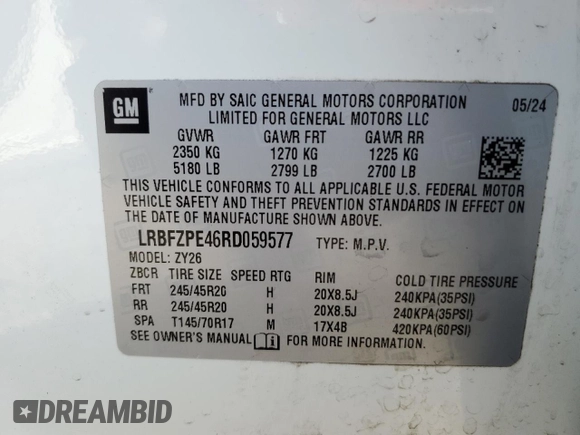 GM
MFD BY SAIC GENERAL MOTORS CORPORATION 05/24
LIMITED FOR GENERAL MOTORS LLC
GVWR GAWR FRT GAWR RR
2350 KG 1270 KG 1225 KG
5180 LB 2799 LB 2700 LB
THIS VEHICLE CONFORMS TO ALL APPLICABLE U.S. FEDERAL MOTOR
VEHICLE SAFETY AND THEFT PREVENTION STANDARDS IN EFFECT ON
THE DATE OF MANUFACTURE SHOWN ABOVE.
LRBFZPE46RD059577 TYPE: M.P.V.
MODEL: ZY26
ZBCR TIRE SIZE SPEED RTG RIM COLD TIRE PRESSURE
FRT 245/45R20 H 20X8.5J 240KPA(35PSI)
RR 245/45R20 H 20X8.5J 240KPA(35PSI)
SPA T145/70R17 M 17X4B 420KPA(60PSI)
SEE OWNER'S MANUAL i FOR MORE INFORMATION
DREAMBID